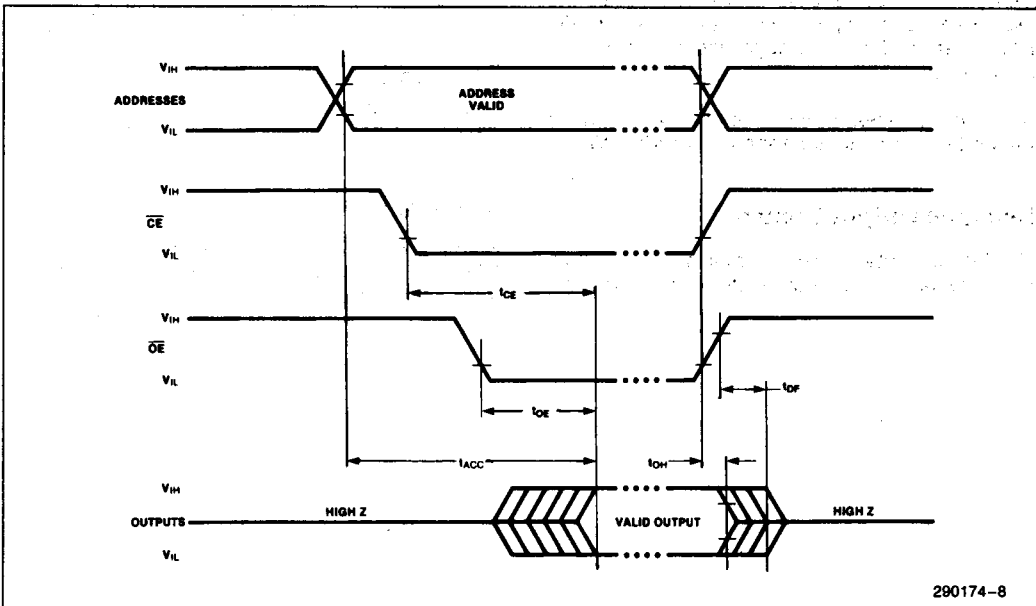 VIH
ADDRESSES
ADDRESS
VALID
VIL
VIH
CE
VIL
tCE
VIH
OE
VIL
tDF
tOE
tACC
tOH
VIH
OUTPUTS
HIGH Z
VALID OUTPUT
HIGH Z
VIL
290174-8